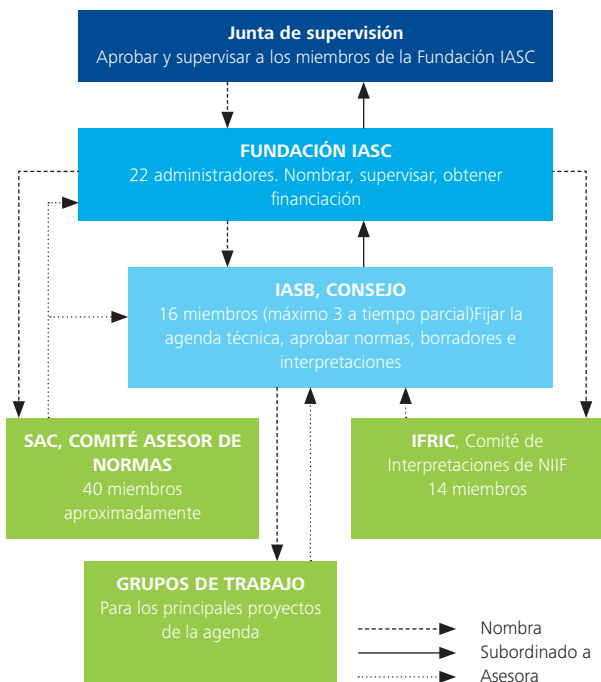 Junta de supervisión
Aprobar y supervisar a los miembros de la Fundación IASC
FUNDACIÓN IASC
22 administradores. Nombrar, supervisar, obtener
financiación
IASB, CONSEJO
16 miembros (máximo 3 a tiempo parcial)Fijar la
agenda técnica, aprobar normas, borradores e
interpretaciones
SAC, COMITÉ ASESOR DE
NORMAS
40 miembros
aproximadamente
IFRIC, Comité de
Interpretaciones de NIIF
14 miembros
GRUPOS DE TRABAJO
Para los principales proyectos
de la agenda
Nombra
Subordinado a
Asesora